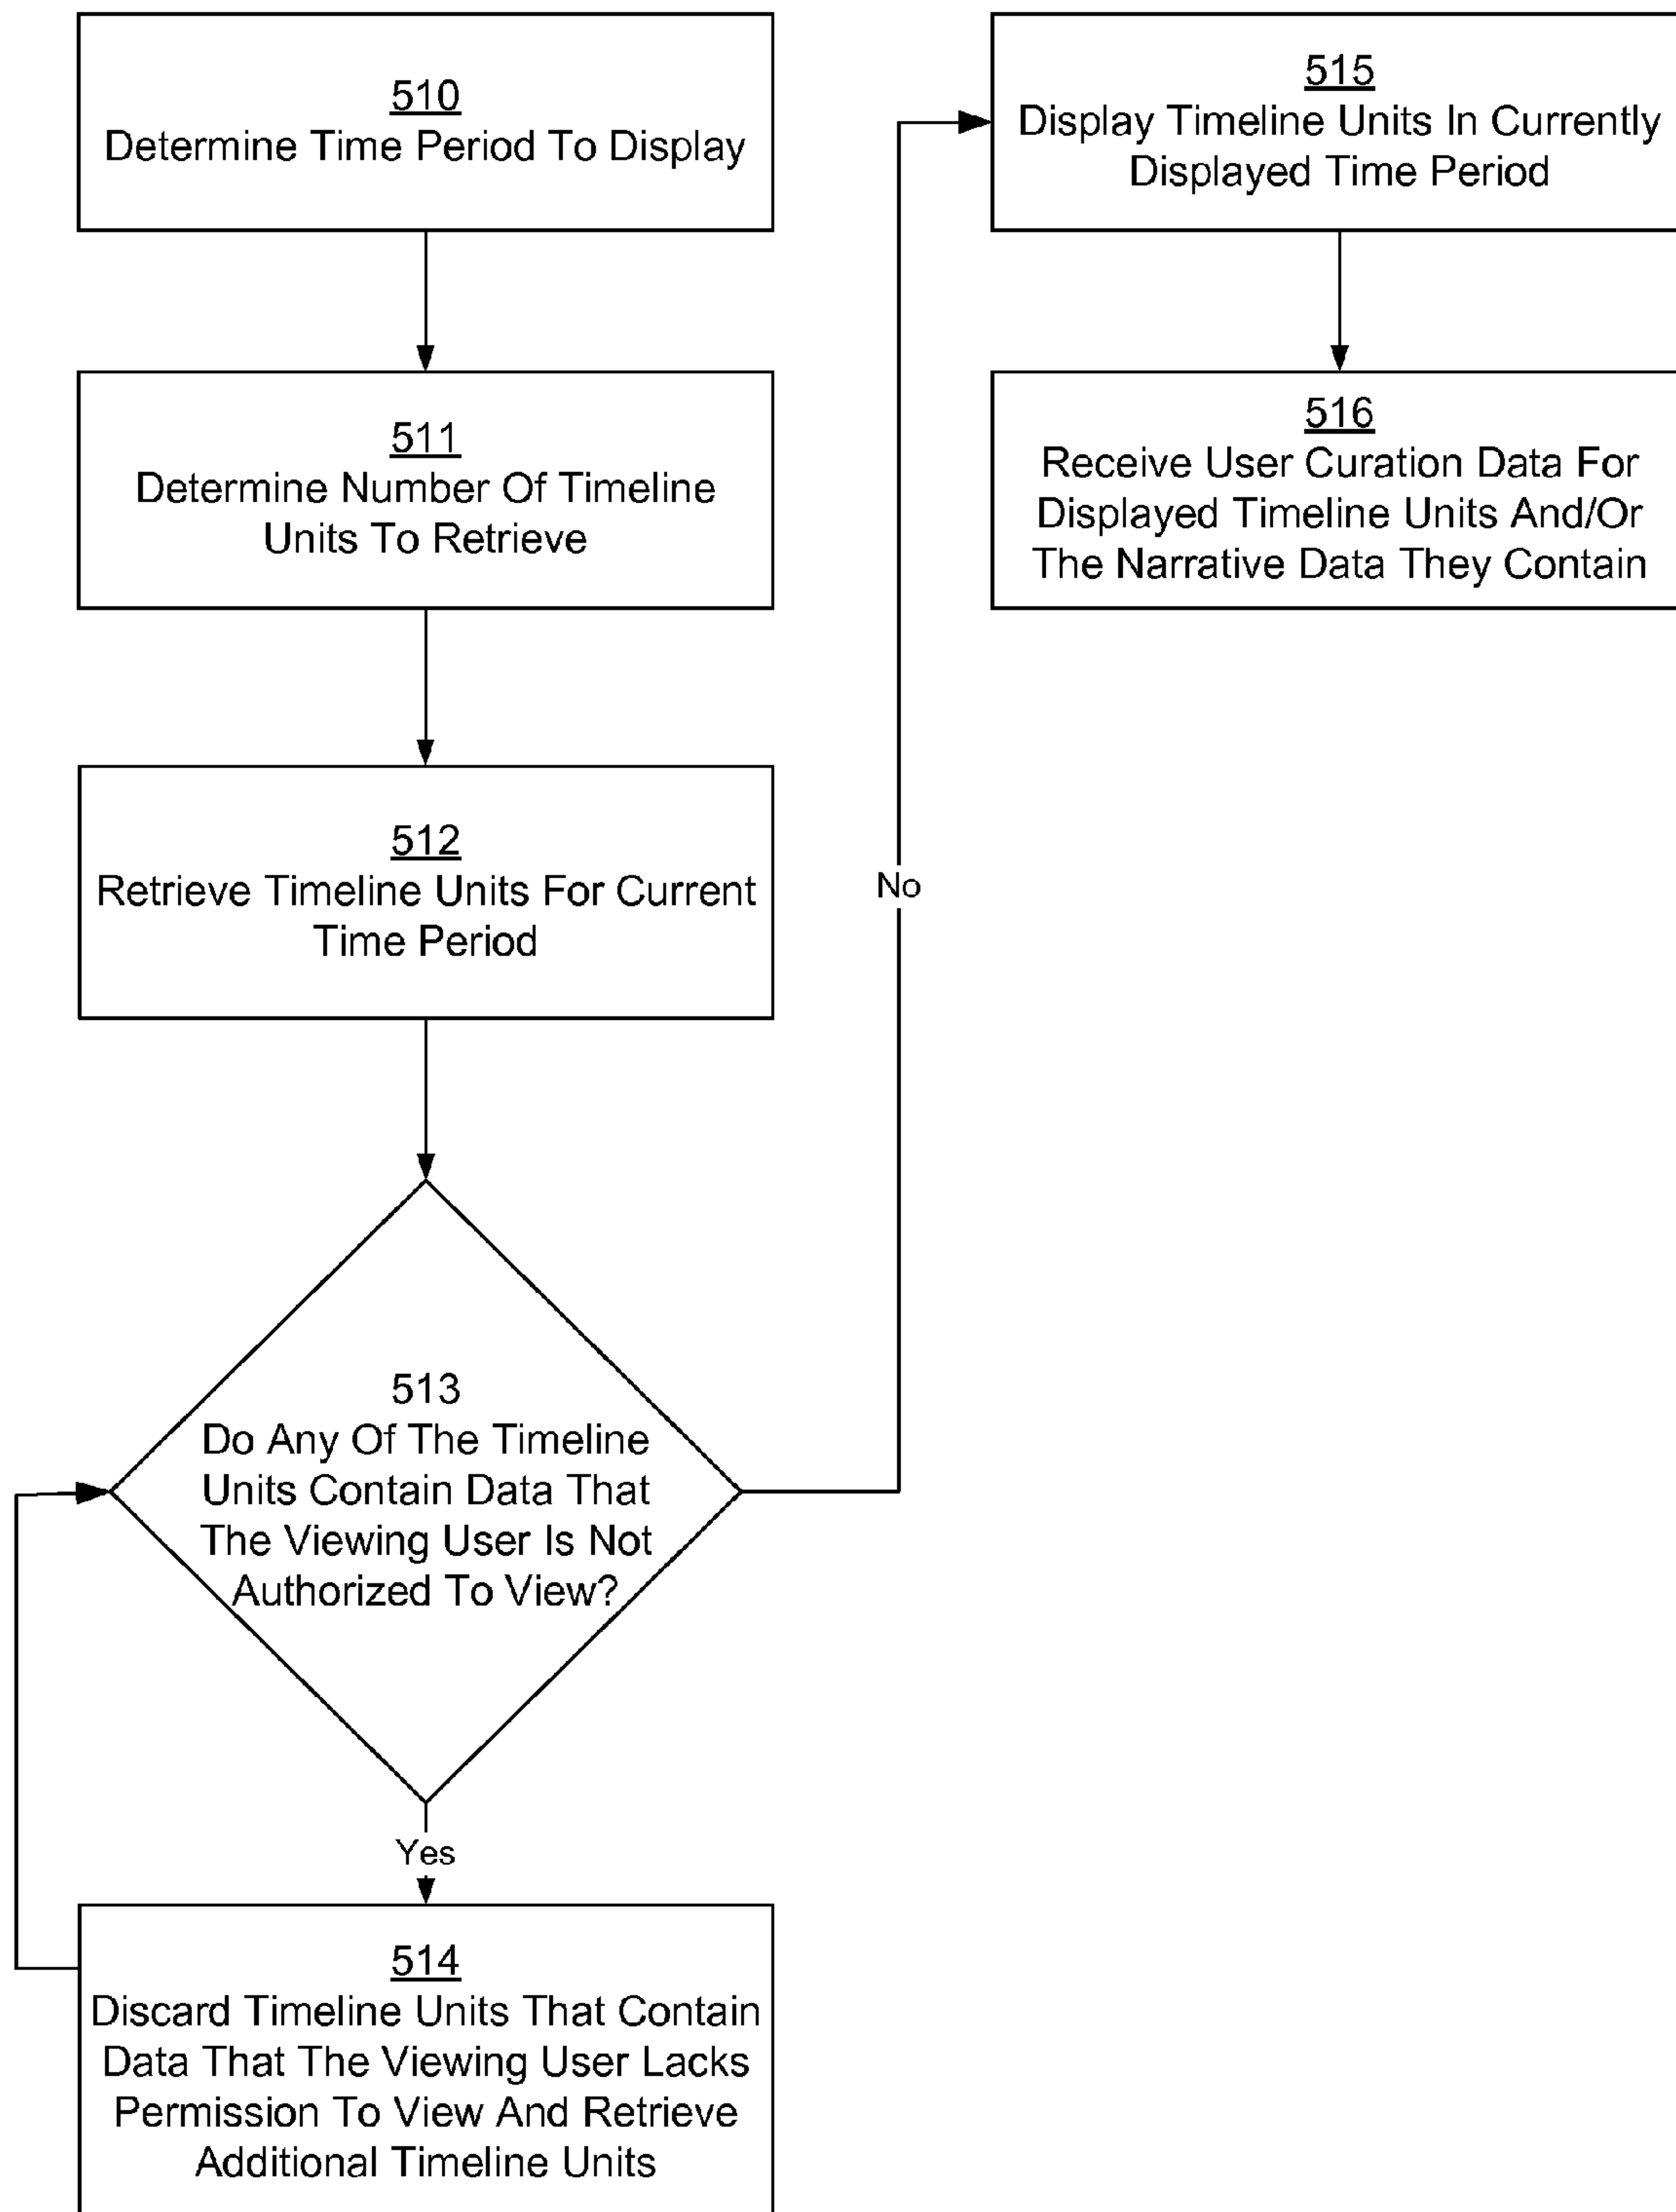 510
Determine Time Period To Display
511
Determine Number Of Timeline
Units To Retrieve
512
Retrieve Timeline Units For Current
Time Period
513
Do Any Of The Timeline
Units Contain Data That
The Viewing User Is Not
Authorized To View?
Yes
514
Discard Timeline Units That Contain
Data That The Viewing User Lacks
Permission To View And Retrieve
Additional Timeline Units
No
515
Display Timeline Units In Currently
Displayed Time Period
516
Receive User Curation Data For
Displayed Timeline Units And/Or
The Narrative Data They Contain